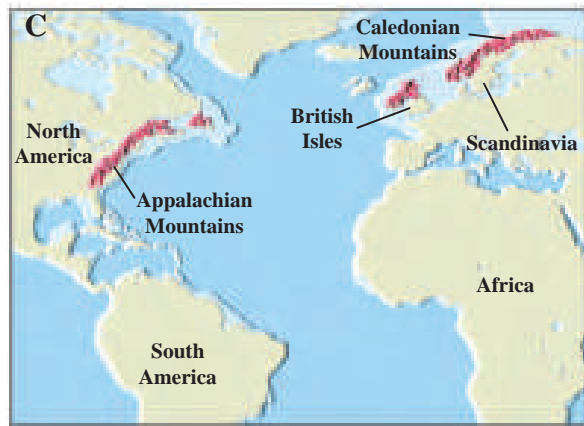 C
Caledonian
Mountains
British
Isles
Scandinavia
North
America
Appalachian
Mountains
Africa
South
America